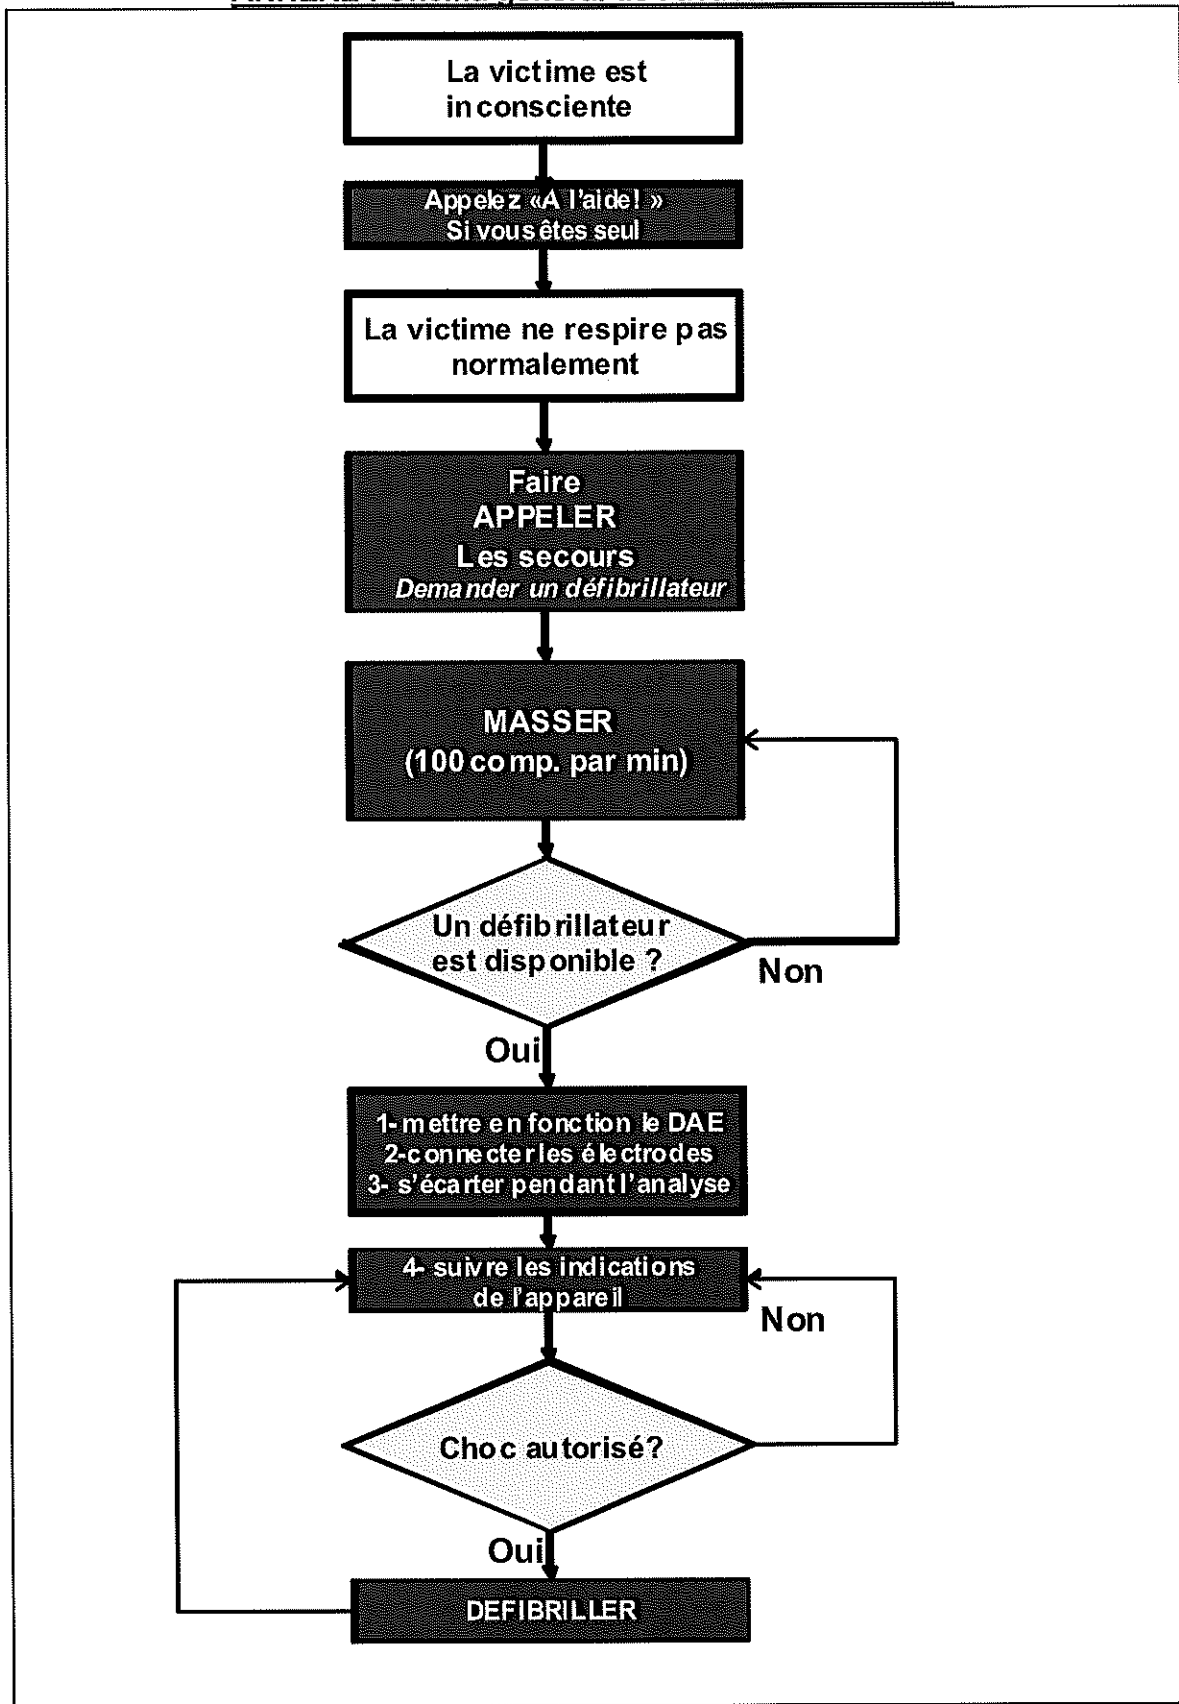 La victime est
inconsciente
Appelez «A l'aide! »
Si vous êtes seul
La victime ne respire pas
normalement
Faire
APPELER
Les secours
Demander un défibrillateur
MASSER
(100 comp. par min)
Un défibrillateur
est disponible ?
Non
Oui
1- mettre en fonction le DAE
2-connecter les électrodes
3- s'écarter pendant l'analyse
4- suivre les indications
de l'appareil
Non
Choc autorisé?
Oui
DEFIBRILLER